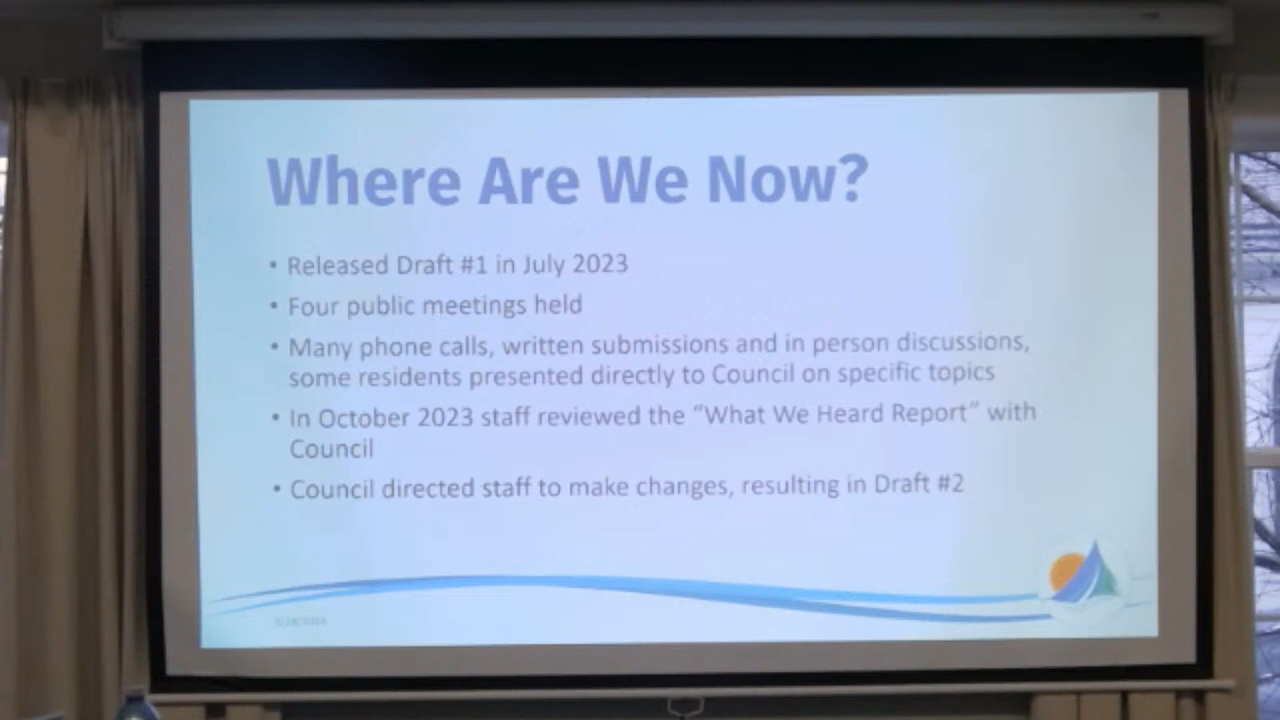 Where Are We Now?
• Released Draft #1 in July 2023
• Four public meetings held
• Many phone calls, written submissions and in person discussions,
some residents presented directly to Council on specific topics
• In October 2023 staff reviewed the “What We Heard Report” with
Council
• Council directed staff to make changes, resulting in Draft #2